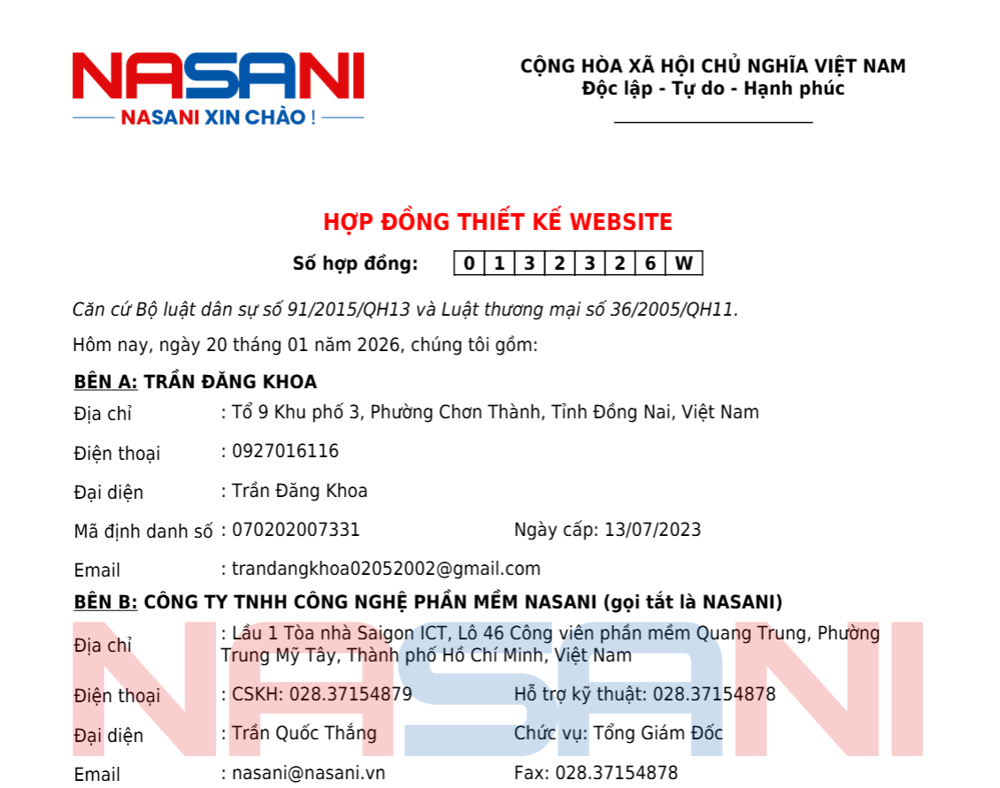 NASANI
NASANI XIN CHÀO !
CỘNG HÒA XÃ HỘI CHỦ NGHĨA VIỆT NAM
Độc lập - Tự do - Hạnh phúc
HỢP ĐỒNG THIẾT KẾ WEBSITE
Số hợp đồng: 0 1 3 2 3 2 6 W
Căn cứ Bộ luật dân sự số 91/2015/QH13 và Luật thương mại số 36/2005/QH11.
Hôm nay, ngày 20 tháng 01 năm 2026, chúng tôi gồm:
BÊN A: TRẦN ĐĂNG KHOA
Địa chỉ : Tổ 9 Khu phố 3, Phường Chơn Thành, Tỉnh Đồng Nai, Việt Nam
Điện thoại : 0927016116
Đại diện : Trần Đăng Khoa
Mã định danh số : 070202007331 Ngày cấp: 13/07/2023
Email : trandangkhoa02052002@gmail.com
BÊN B: CÔNG TY TNHH CÔNG NGHỆ PHẦN MỀM NASANI (gọi tắt là NASANI)
Địa chỉ : Lầu 1 Tòa nhà Saigon ICT, Lô 46 Công viên phần mềm Quang Trung, Phường
Trung Mỹ Tây, Thành phố Hồ Chí Minh, Việt Nam
Điện thoại : CSKH: 028.37154879 Hỗ trợ kỹ thuật: 028.37154878
Đại diện : Trần Quốc Thắng Chức vụ: Tổng Giám Đốc
Email : nasani@nasani.vn Fax: 028.37154878
NASANI